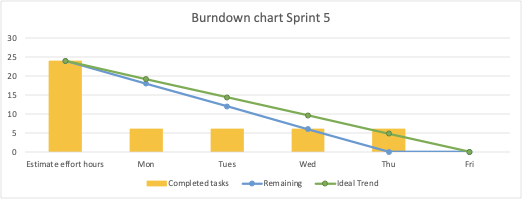 Burndown chart Sprint 5
30
25
20
15
10
5
0
Estimate effort hours Mon Tues Wed Thu Fri
Completed tasks Remaining Ideal Trend